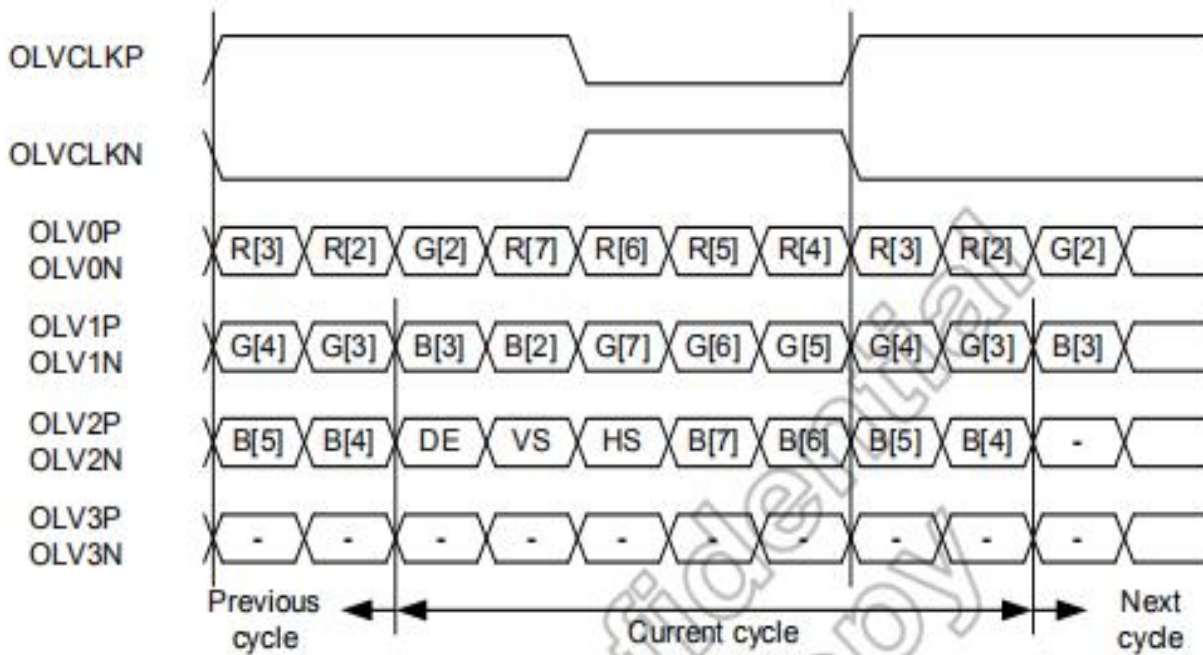 OLVCLKP
OLVCLKN
OLV0P
OLV0N
R[3] R[2] G[2] R[7] R[6] R[5] R[4] R[3] R[2] G[2]
OLV1P
OLV1N
G[4] G[3] B[3] B[2] G[7] G[6] G[5] G[4] G[3] B[3]
OLV2P
OLV2N
B[5] B[4] DE VS HS B[7] B[6] B[5] B[4] -
OLV3P
OLV3N
- - - - - - - - - -
Previous
cycle
Current cycle
Next
cycle
fidential
opy